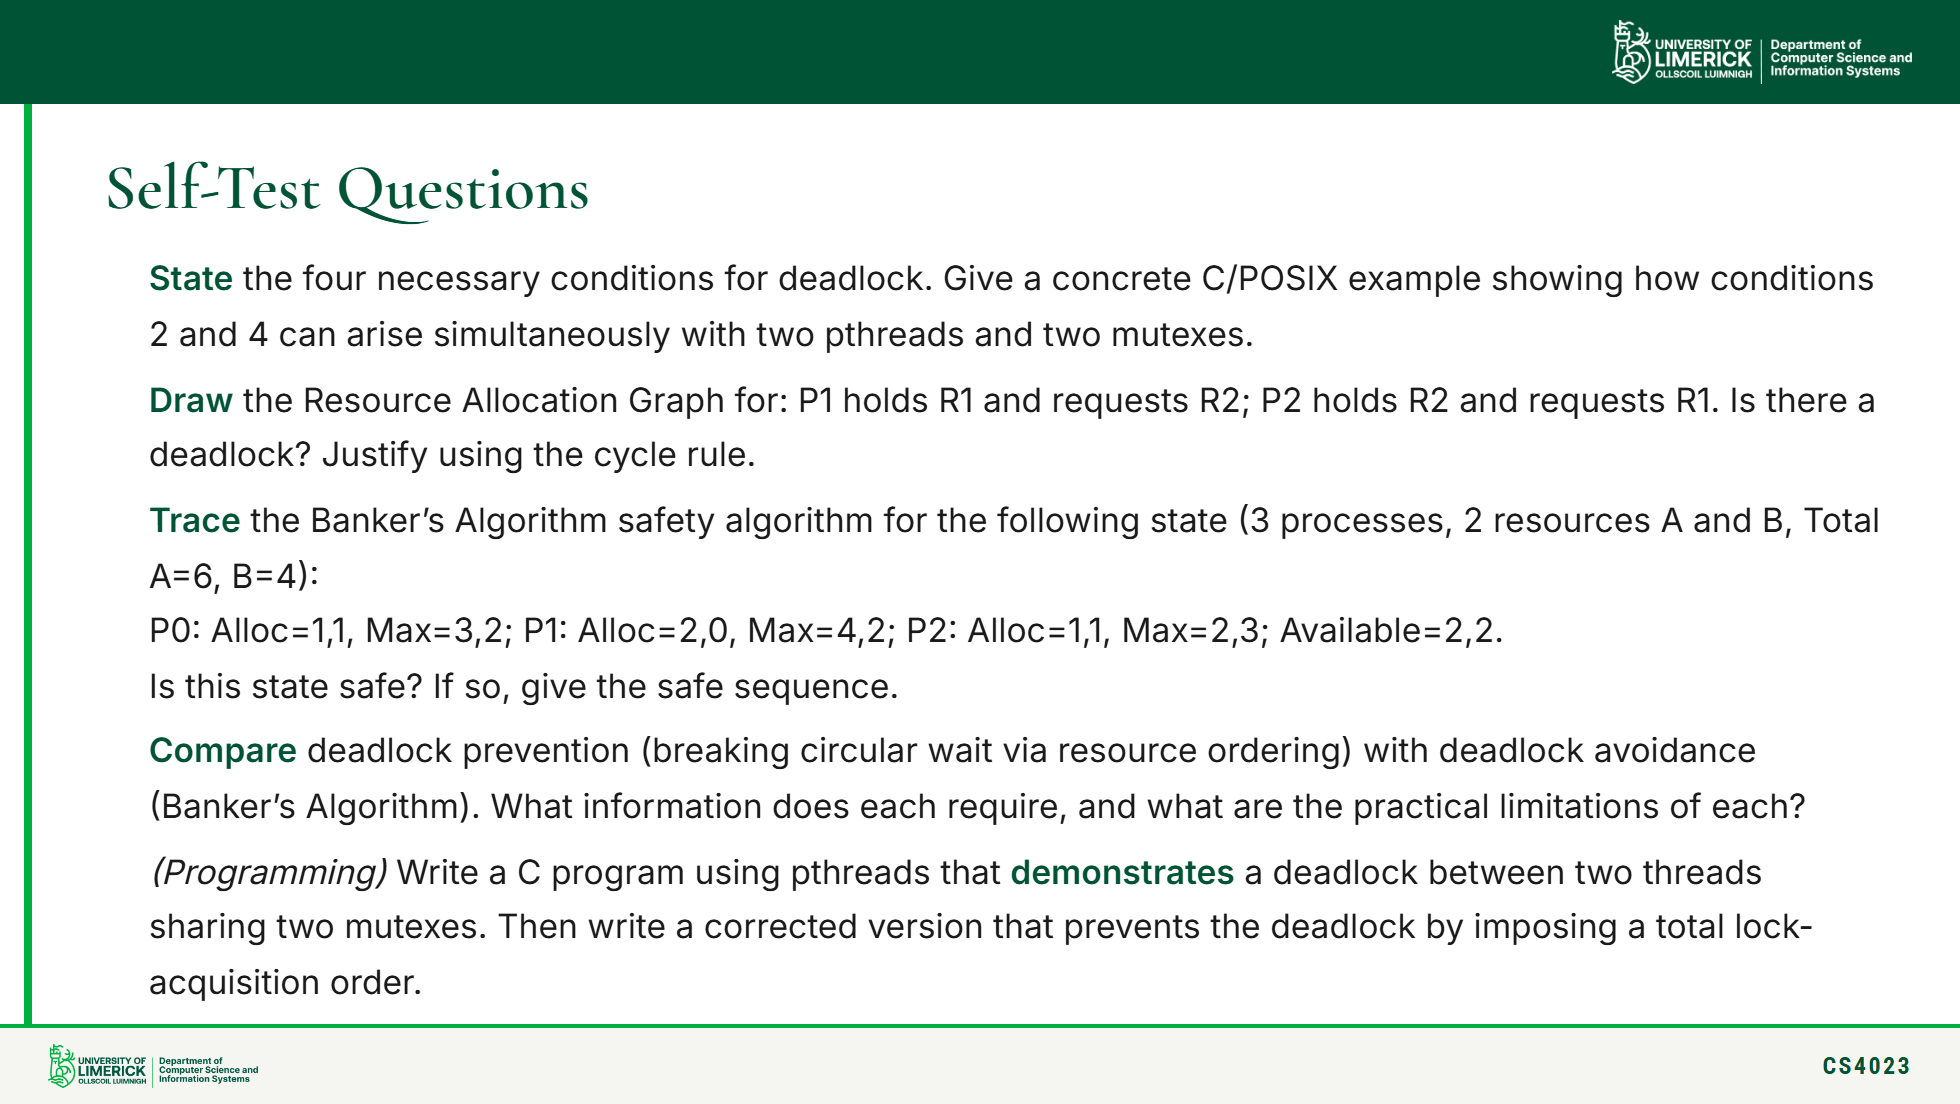 UNIVERSITY OF
LIMERICK
OLLSCOIL LUIMNIGH
Department of
Computer Science and
Information Systems
Self-Test Questions
State the four necessary conditions for deadlock. Give a concrete C/POSIX example showing how conditions
2 and 4 can arise simultaneously with two pthreads and two mutexes.
Draw the Resource Allocation Graph for: P1 holds R1 and requests R2; P2 holds R2 and requests R1. Is there a
deadlock? Justify using the cycle rule.
Trace the Banker’s Algorithm safety algorithm for the following state (3 processes, 2 resources A and B, Total
A=6, B=4):
P0: Alloc=1,1, Max=3,2; P1: Alloc=2,0, Max=4,2; P2: Alloc=1,1, Max=2,3; Available=2,2.
Is this state safe? If so, give the safe sequence.
Compare deadlock prevention (breaking circular wait via resource ordering) with deadlock avoidance
(Banker’s Algorithm). What information does each require, and what are the practical limitations of each?
(Programming) Write a C program using pthreads that demonstrates a deadlock between two threads
sharing two mutexes. Then write a corrected version that prevents the deadlock by imposing a total lock-
acquisition order.
UNIVERSITY OF
LIMERICK
OLLSCOIL LUIMNIGH
Department of
Computer Science and
Information Systems
CS4023